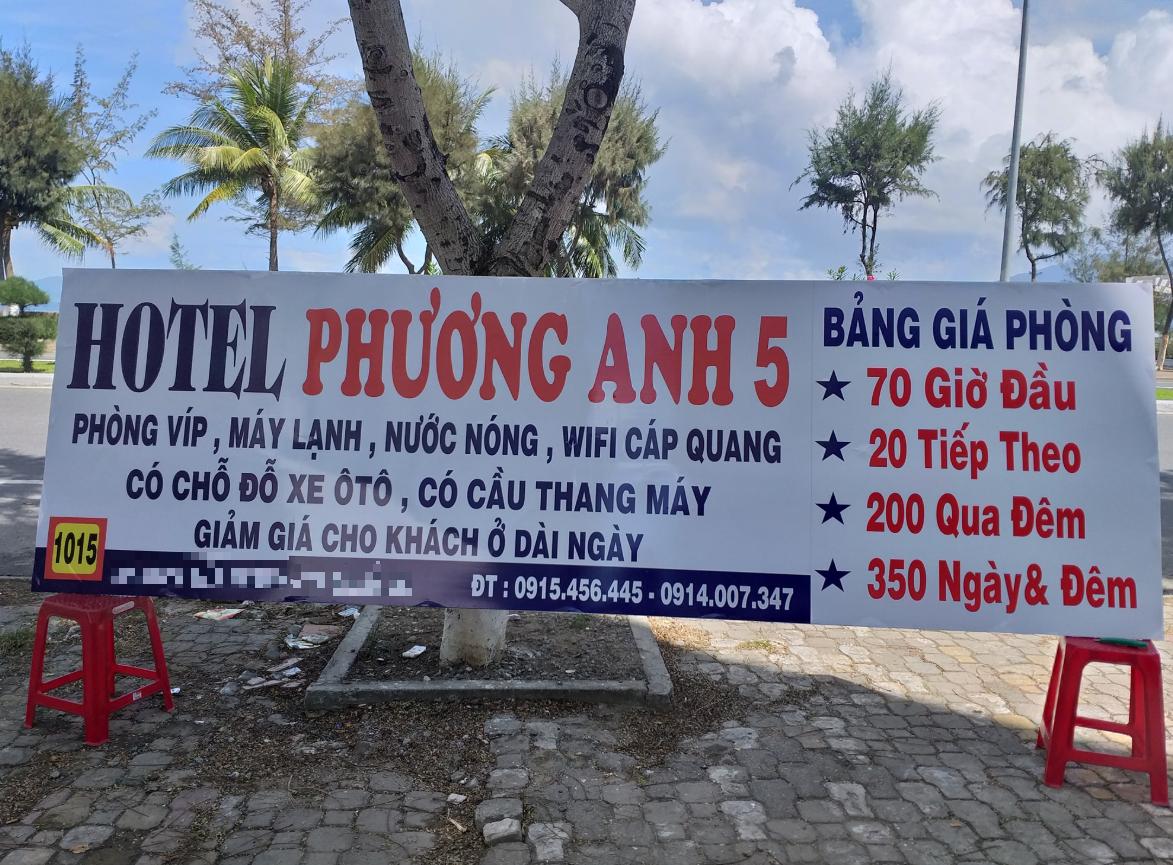 HOTEL PHƯƠNG ANH 5
PHÒNG VÍP , MÁY LẠNH , NƯỚC NÓNG , WIFI CÁP QUANG
CÓ CHỖ ĐỖ XE ÔTÔ , CÓ CẦU THANG MÁY
GIẢM GIÁ CHO KHÁCH Ở DÀI NGÀY
1015
ĐT : 0915.456.445 - 0914.007.347
BẢNG GIÁ PHÒNG
★ 70 Giờ Đầu
★ 20 Tiếp Theo
★ 200 Qua Đêm
★ 350 Ngày& Đêm